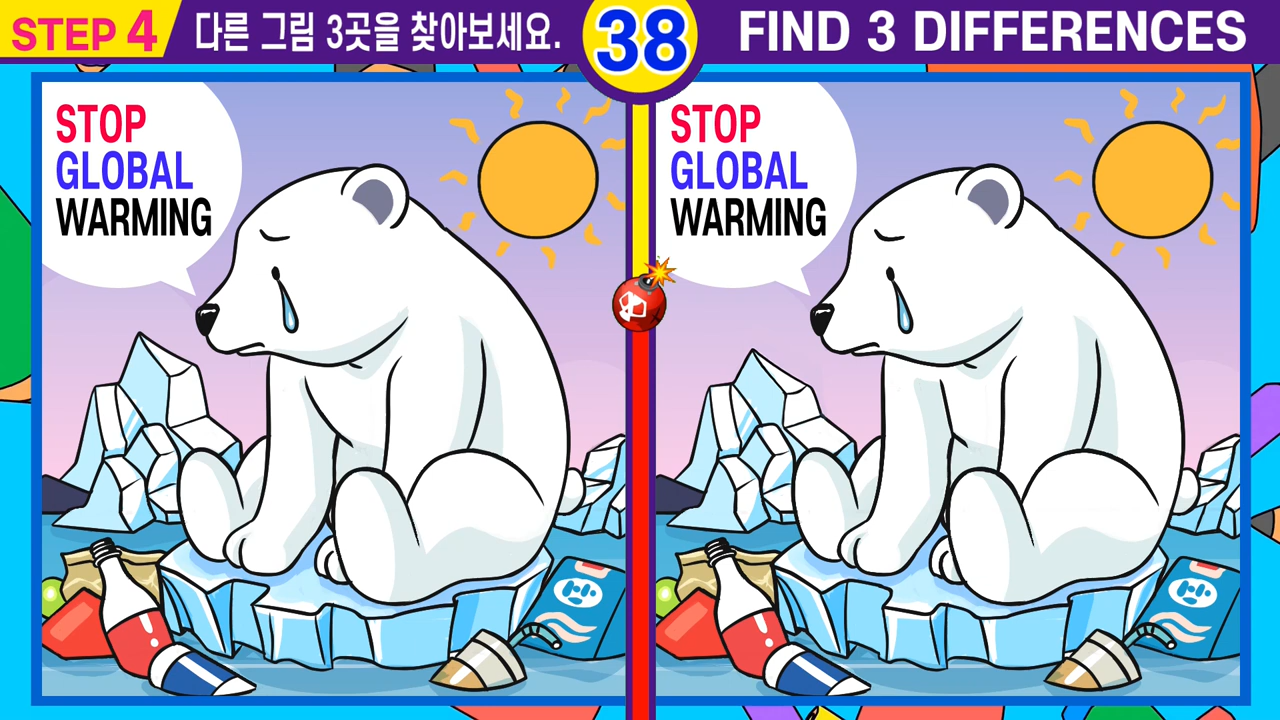 STEP 4 다른 그림 3곳을 찾아보세요. 38 FIND 3 DIFFERENCES
STOP
GLOBAL
WARMING
STOP
GLOBAL
WARMING